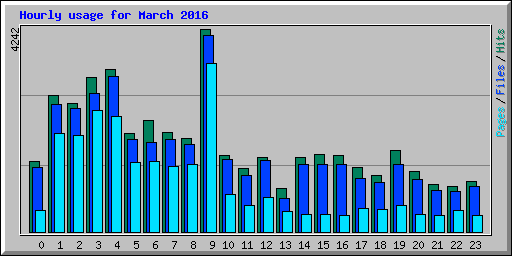 Hourly usage for March 2016
4242
Pages/Files/Hits
0 1 2 3 4 5 6 7 8 9 10 11 12 13 14 15 16 17 18 19 20 21 22 23